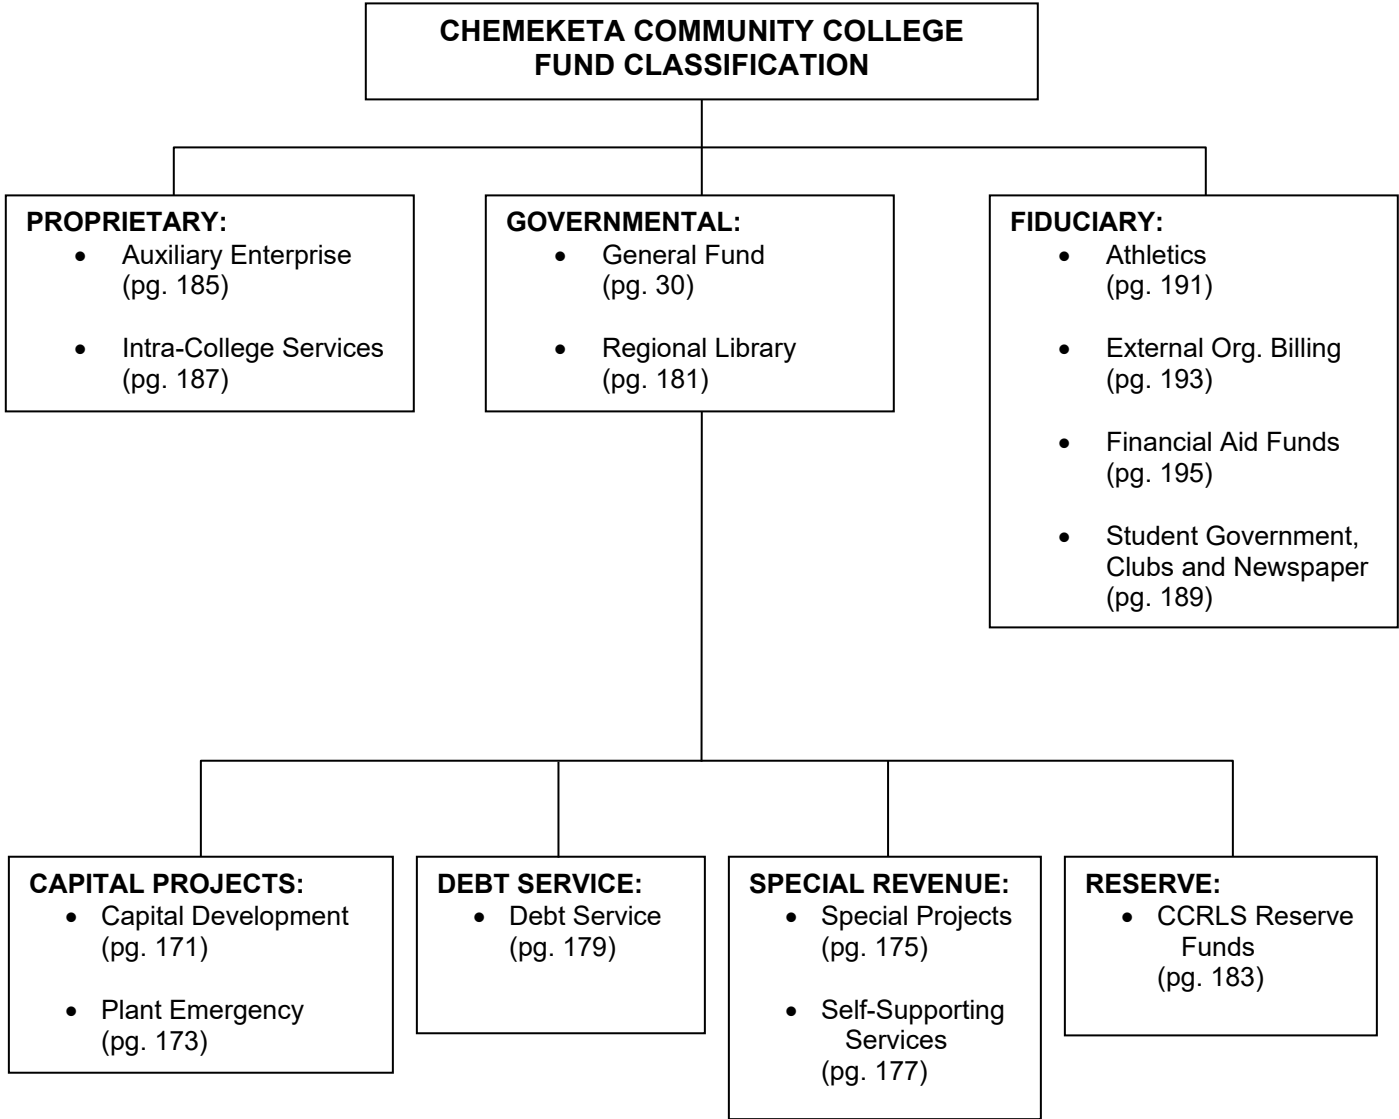 CHEMEKETA COMMUNITY COLLEGE
FUND CLASSIFICATION
PROPRIETARY:
• Auxiliary Enterprise
(pg. 185)
• Intra-College Services
(pg. 187)
GOVERNMENTAL:
• General Fund
(pg. 30)
• Regional Library
(pg. 181)
FIDUCIARY:
• Athletics
(pg. 191)
• External Org. Billing
(pg. 193)
• Financial Aid Funds
(pg. 195)
• Student Government,
Clubs and Newspaper
(pg. 189)
CAPITAL PROJECTS:
• Capital Development
(pg. 171)
• Plant Emergency
(pg. 173)
DEBT SERVICE:
• Debt Service
(pg. 179)
SPECIAL REVENUE:
• Special Projects
(pg. 175)
• Self-Supporting
Services
(pg. 177)
RESERVE:
• CCRLS Reserve
Funds
(pg. 183)